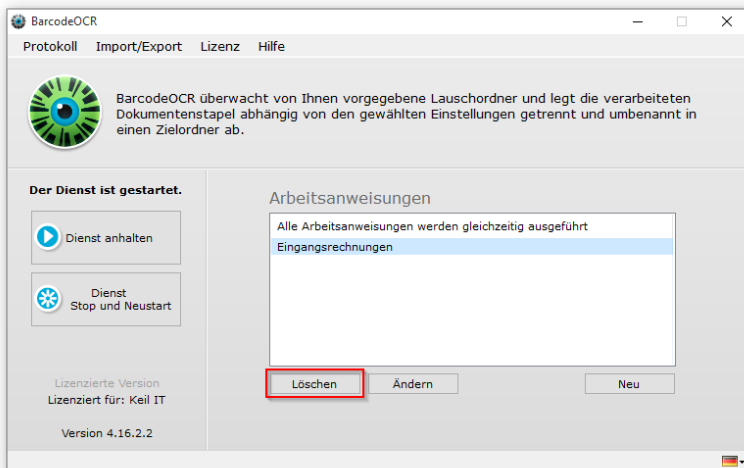 BarcodeOCR
Protokoll Import/Export Lizenz Hilfe
BarcodeOCR überwacht von Ihnen vorgegebene Lauschordner und legt die verarbeiteten
Dokumentenstapel abhängig von den gewählten Einstellungen getrennt und umbenannt in
einen Zielordner ab.
Der Dienst ist gestartet.
Dienst anhalten
Dienst
Stop und Neustart
Lizenzierte Version
Lizenziert für: Keil IT
Version 4.16.2.2
Arbeitsanweisungen
Alle Arbeitsanweisungen werden gleichzeitig ausgeführt
Eingangsrechnungen
Löschen Ändern Neu